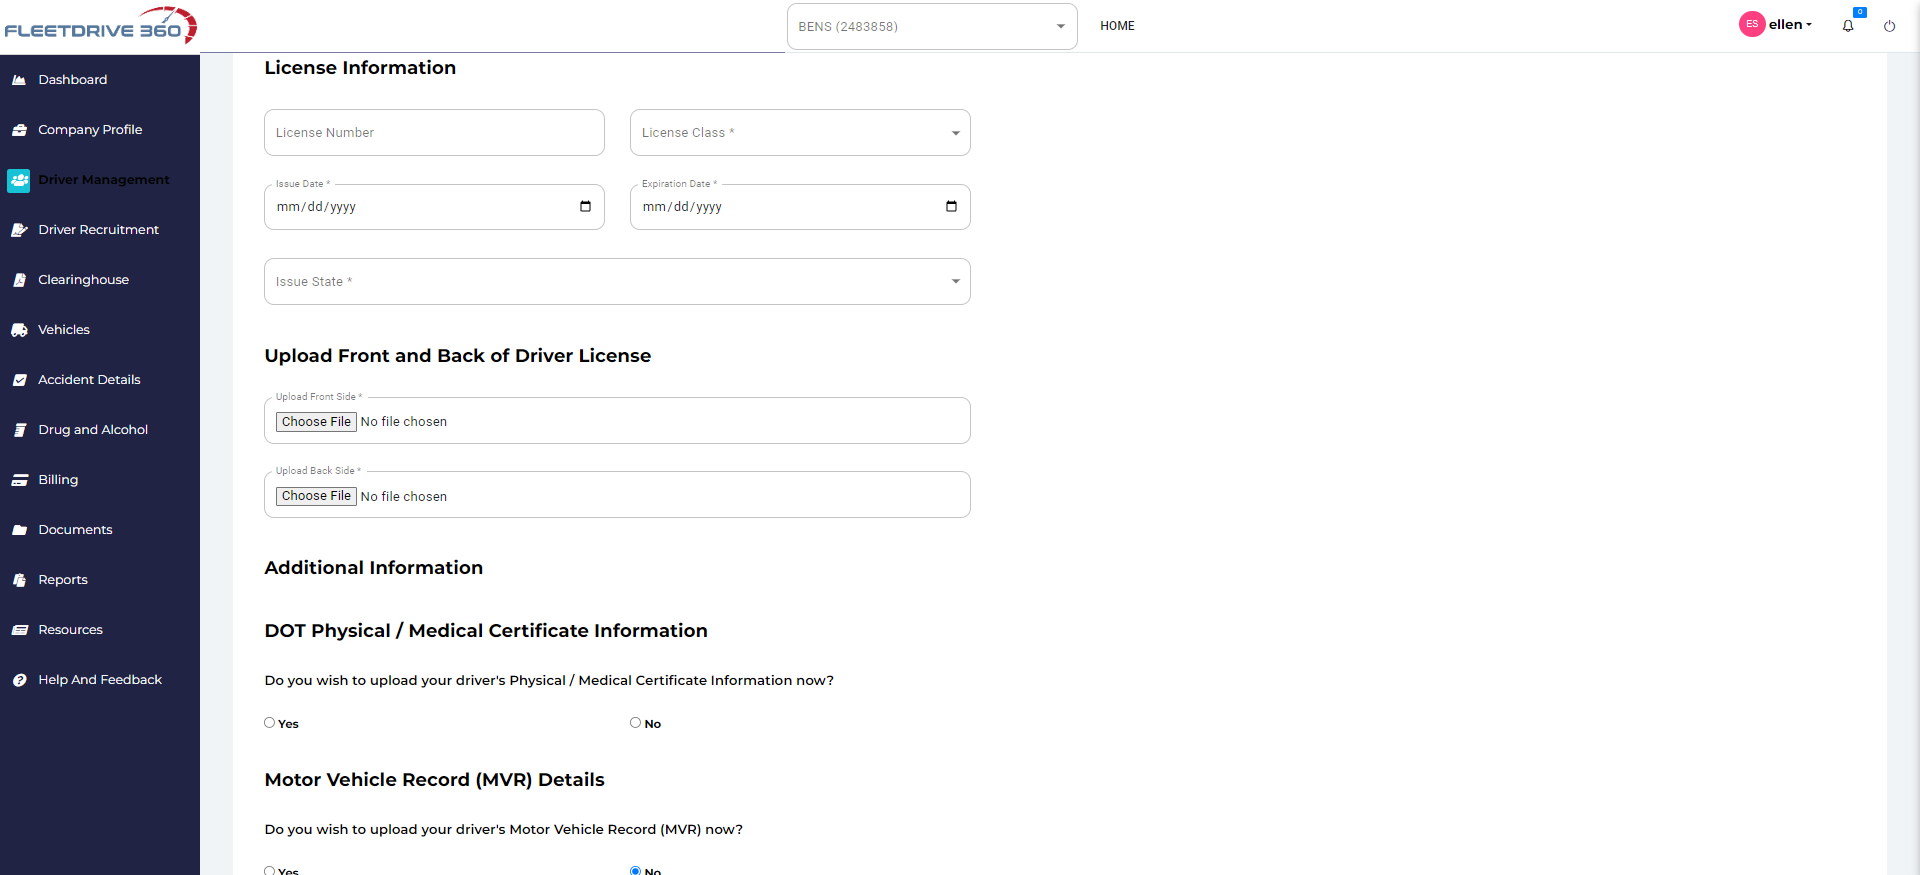 FLEETDRIVE 360
BENS (2483858)
HOME
ES
ellen
0
Dashboard
Company Profile
Driver Management
Driver Recruitment
Clearinghouse
Vehicles
Accident Details
Drug and Alcohol
Billing
Documents
Reports
Resources
Help And Feedback
License Information
License Number
License Class *
Issue Date *
mm/dd/yyyy
Expiration Date *
mm/dd/yyyy
Issue State *
Upload Front and Back of Driver License
Upload Front Side *
Choose File No file chosen
Upload Back Side *
Choose File No file chosen
Additional Information
DOT Physical / Medical Certificate Information
Do you wish to upload your driver's Physical / Medical Certificate Information now?
Yes
No
Motor Vehicle Record (MVR) Details
Do you wish to upload your driver's Motor Vehicle Record (MVR) now?
Yes
No